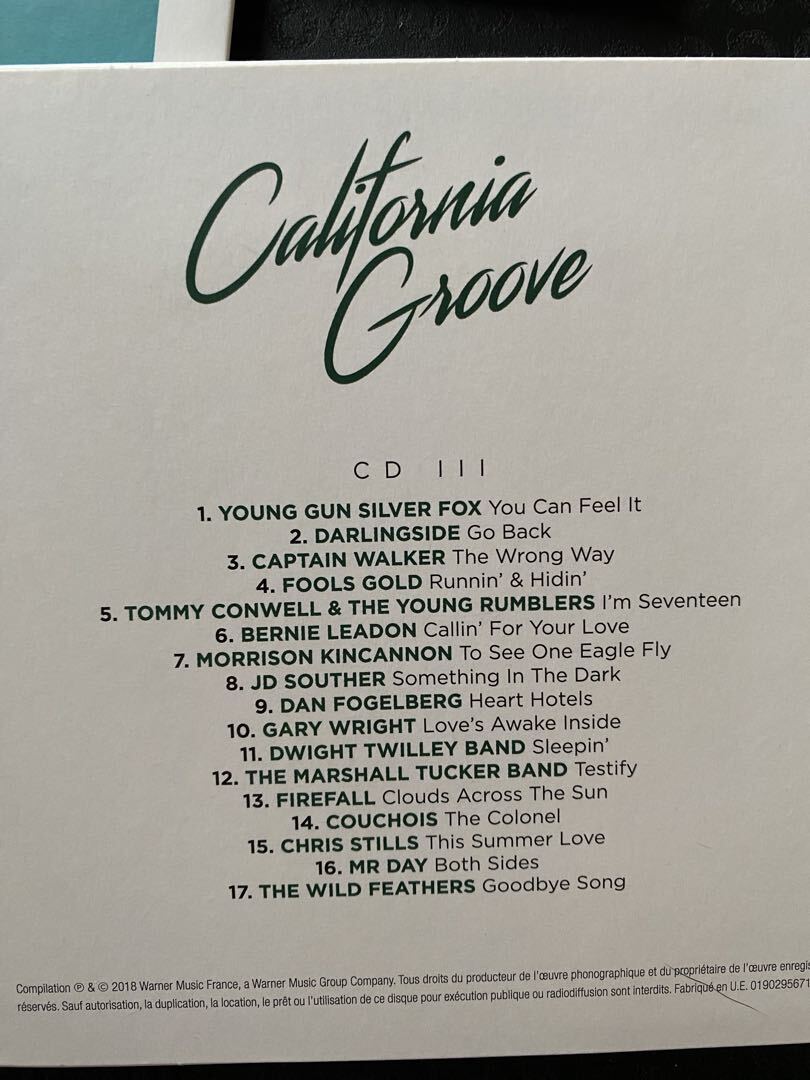 California
Groove
CD III
1. YOUNG GUN SILVER FOX You Can Feel It
2. DARLINGSIDE Go Back
3. CAPTAIN WALKER The Wrong Way
4. FOOLS GOLD Runnin' & Hidin'
5. TOMMY CONWELL & THE YOUNG RUMBLERS I'm Seventeen
6. BERNIE LEADON Callin' For Your Love
7. MORRISON KINCANNON To See One Eagle Fly
8. JD SOUTHER Something In The Dark
9. DAN FOGELBERG Heart Hotels
10. GARY WRIGHT Love's Awake Inside
11. DWIGHT TWILLEY BAND Sleepin'
12. THE MARSHALL TUCKER BAND Testify
13. FIREFALL Clouds Across The Sun
14. COUCHOIS The Colonel
15. CHRIS STILLS This Summer Love
16. MR DAY Both Sides
17. THE WILD FEATHERS Goodbye Song
Compilation ℗ & © 2018 Warner Music France, a Warner Music Group Company. Tous droits du producteur de l'œuvre phonographique et du propriétaire de l'œuvre enregis
réservés. Sauf autorisation, la duplication, la location, le prêt ou l'utilisation de ce disque pour exécution publique ou radiodiffusion sont interdits. Fabriqué en U.E. 0190295671